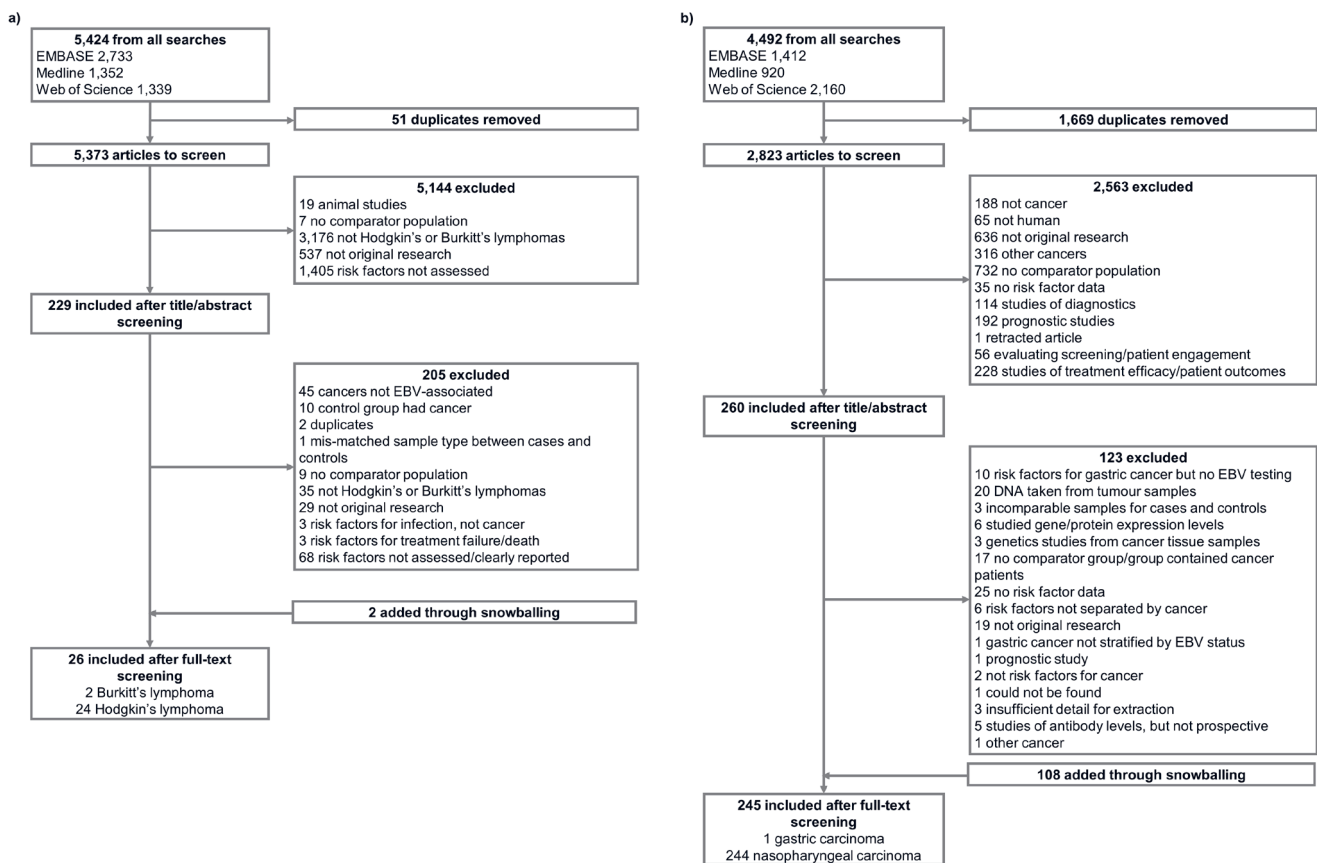 a)
5,424 from all searches
EMBASE 2,733
Medline 1,352
Web of Science 1,339
51 duplicates removed
5,373 articles to screen
5,144 excluded
19 animal studies
7 no comparator population
3,176 not Hodgkin's or Burkitt's lymphomas
537 not original research
1,405 risk factors not assessed
229 included after title/abstract
screening
205 excluded
45 cancers not EBV-associated
10 control group had cancer
2 duplicates
1 mis-matched sample type between cases and
controls
9 no comparator population
35 not Hodgkin's or Burkitt's lymphomas
29 not original research
3 risk factors for infection, not cancer
3 risk factors for treatment failure/death
68 risk factors not assessed/clearly reported
2 added through snowballing
26 included after full-text
screening
2 Burkitt's lymphoma
24 Hodgkin's lymphoma
b)
4,492 from all searches
EMBASE 1,412
Medline 920
Web of Science 2,160
1,669 duplicates removed
2,823 articles to screen
2,563 excluded
188 not cancer
65 not human
636 not original research
316 other cancers
732 no comparator population
35 no risk factor data
114 studies of diagnostics
192 prognostic studies
1 retracted article
56 evaluating screening/patient engagement
228 studies of treatment efficacy/patient outcomes
260 included after title/abstract
screening
123 excluded
10 risk factors for gastric cancer but no EBV testing
20 DNA taken from tumour samples
3 incomparable samples for cases and controls
6 studied gene/protein expression levels
3 genetics studies from cancer tissue samples
17 no comparator group/group contained cancer
patients
25 no risk factor data
6 risk factors not separated by cancer
19 not original research
1 gastric cancer not stratified by EBV status
1 prognostic study
2 not risk factors for cancer
1 could not be found
3 insufficient detail for extraction
5 studies of antibody levels, but not prospective
1 other cancer
108 added through snowballing
245 included after full-text
screening
1 gastric carcinoma
244 nasopharyngeal carcinoma